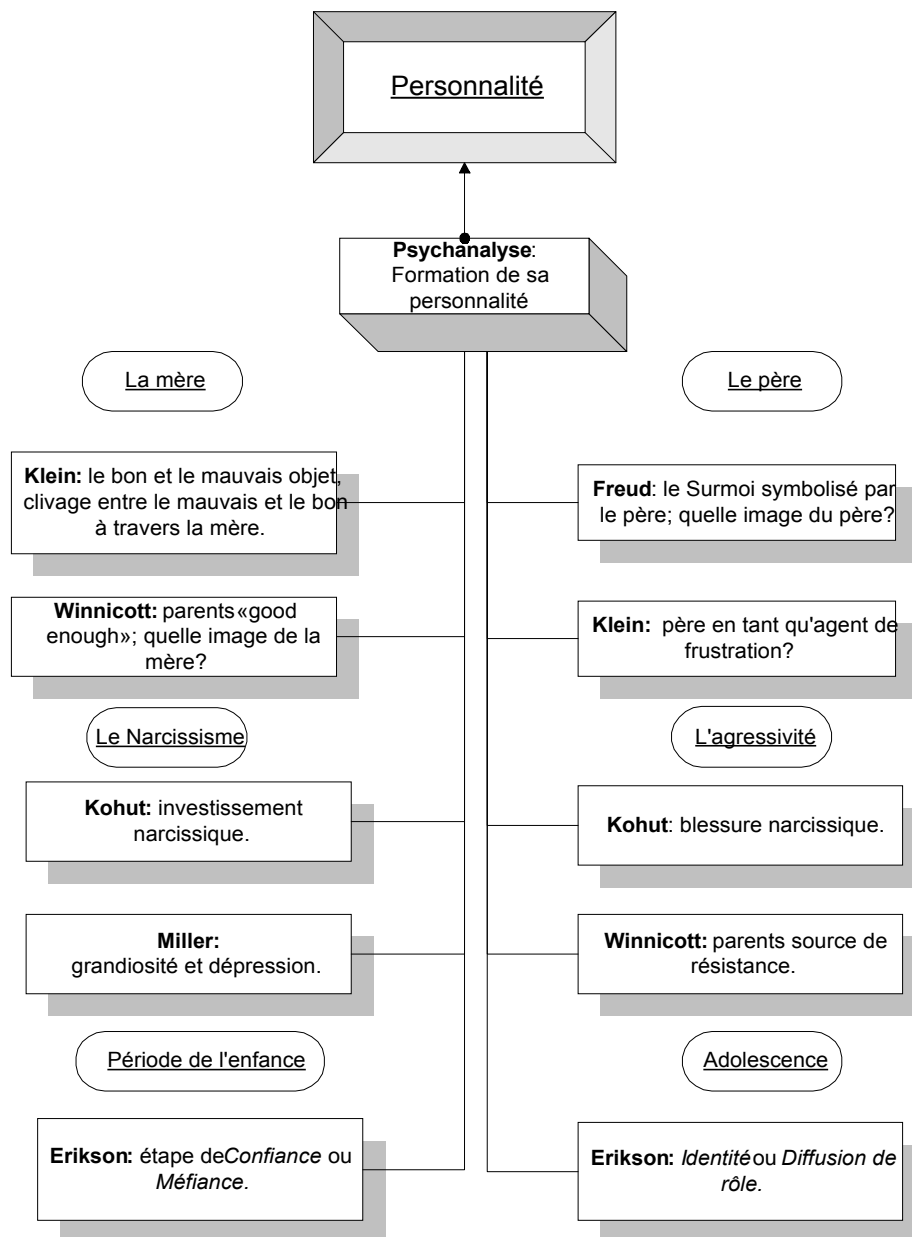 Personnalité
Psychanalyse:
Formation de sa
personnalité
La mère
Klein: le bon et le mauvais objet,
clivage entre le mauvais et le bon
à travers la mère.
Winnicott: parents «good
enough»; quelle image de la
mère?
Le Narcissisme
Kohut: investissement
narcissique.
Miller:
grandiosité et dépression.
Période de l'enfance
Erikson: étape deConfiance ou
Méfiance.
Le père
Freud: le Surmoi symbolisé par
le père; quelle image du père?
Klein: père en tant qu'agent de
frustration?
L'agressivité
Kohut: blessure narcissique.
Winnicott: parents source de
résistance.
Adolescence
Erikson: Identité ou Diffusion de
rôle.